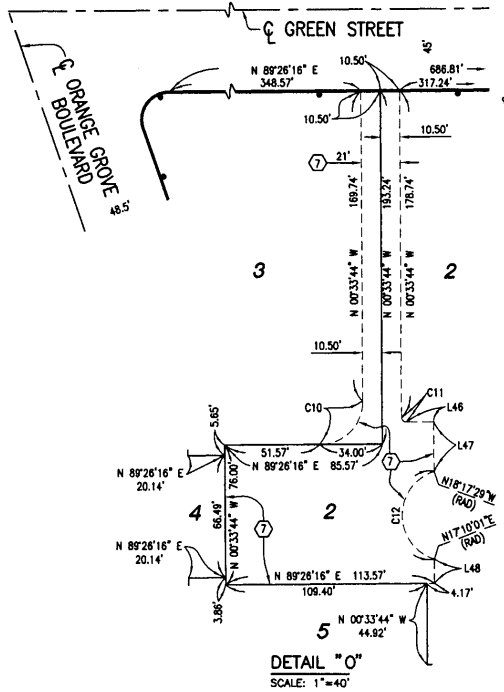 ℄ GREEN STREET
℄ ORANGE GROVE
BOULEVARD
48.5'
45'
N 89°26'16" E
348.57'
10.50'
686.81'
317.24'
10.50'
10.50'
7
21'
169.74'
193.24'
178.74'
3
N 00°33'44" W
N 00°33'44" W
N 00°33'44" W
2
10.50'
C10
C11
L46
5.65'
51.57'
34.00'
N 89°26'16" E 85.57'
L47
7
N 89°26'16" E
20.14'
76.00'
N18°17'29"W
(RAD)
4
66.49'
N 00°33'44" W
2
7
C12
N17°10'01"E
(RAD)
N 89°26'16" E
20.14'
L48
N 89°26'16" E 113.57'
109.40'
4.17'
3.86'
5
N 00°33'44" W
44.92'
DETAIL "O"
SCALE: 1"=40'